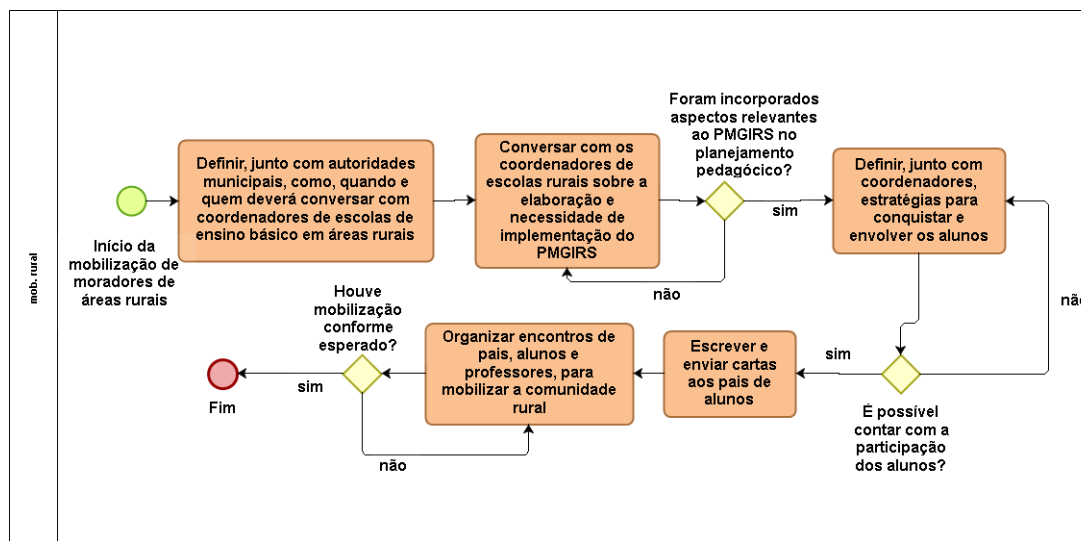 mob. rural
Início da
mobilização de
moradores de
áreas rurais
Definir, junto com autoridades
municipais, como, quando e
quem deverá conversar com
coordenadores de escolas de
ensino básico em áreas rurais
Conversar com os
coordenadores de
escolas rurais sobre a
elaboração e
necessidade de
implementação do
PMGIRS
Foram incorporados
aspectos relevantes
ao PMGIRS no
planejamento
pedagógico?
sim
não
Definir, junto com
coordenadores,
estratégias para
conquistar e
envolver os alunos
não
É possível
contar com a
participação
dos alunos?
sim
Escrever e
enviar cartas
aos pais de
alunos
Organizar encontros de
pais, alunos e
professores, para
mobilizar a comunidade
rural
Houve
mobilização
conforme
esperado?
não
sim
Fim